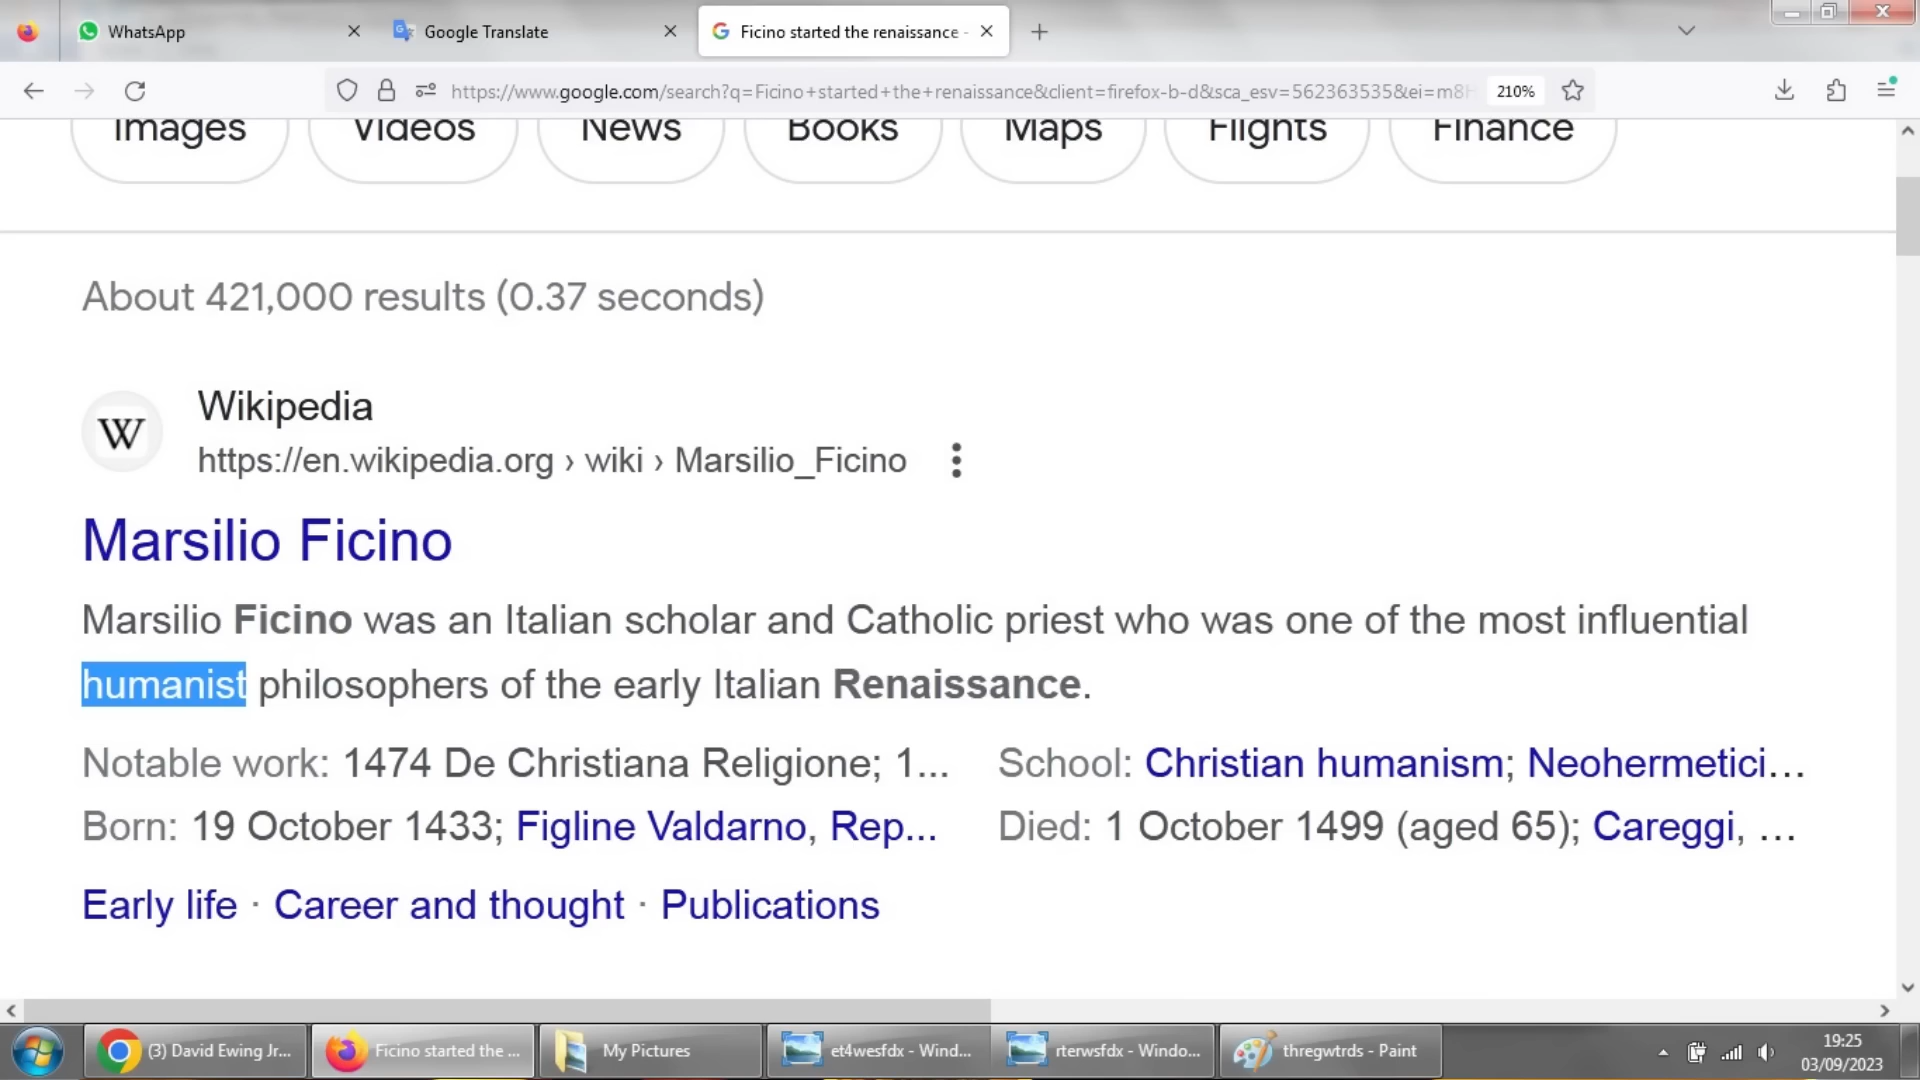 WhatsApp
Google Translate
Ficino started the renaissance -
https://www.google.com/search?q=Ficino+started+the+renaissance&client=firefox-b-d&sca_esv=562363535&ei=m8
210%
Images Videos News Books Maps Flights Finance
About 421,000 results (0.37 seconds)
W
Wikipedia
https://en.wikipedia.org › wiki › Marsilio_Ficino
Marsilio Ficino
Marsilio Ficino was an Italian scholar and Catholic priest who was one of the most influential
humanist philosophers of the early Italian Renaissance.
Notable work: 1474 De Christiana Religione; 1... School: Christian humanism; Neohermetici...
Born: 19 October 1433; Figline Valdarno, Rep... Died: 1 October 1499 (aged 65); Careggi, ...
Early life · Career and thought · Publications
(3) David Ewing Jr... Ficino started the ... My Pictures et4wesfdx - Wind... rterwsfdx - Windo... thregwtrds - Paint
19:25
03/09/2023